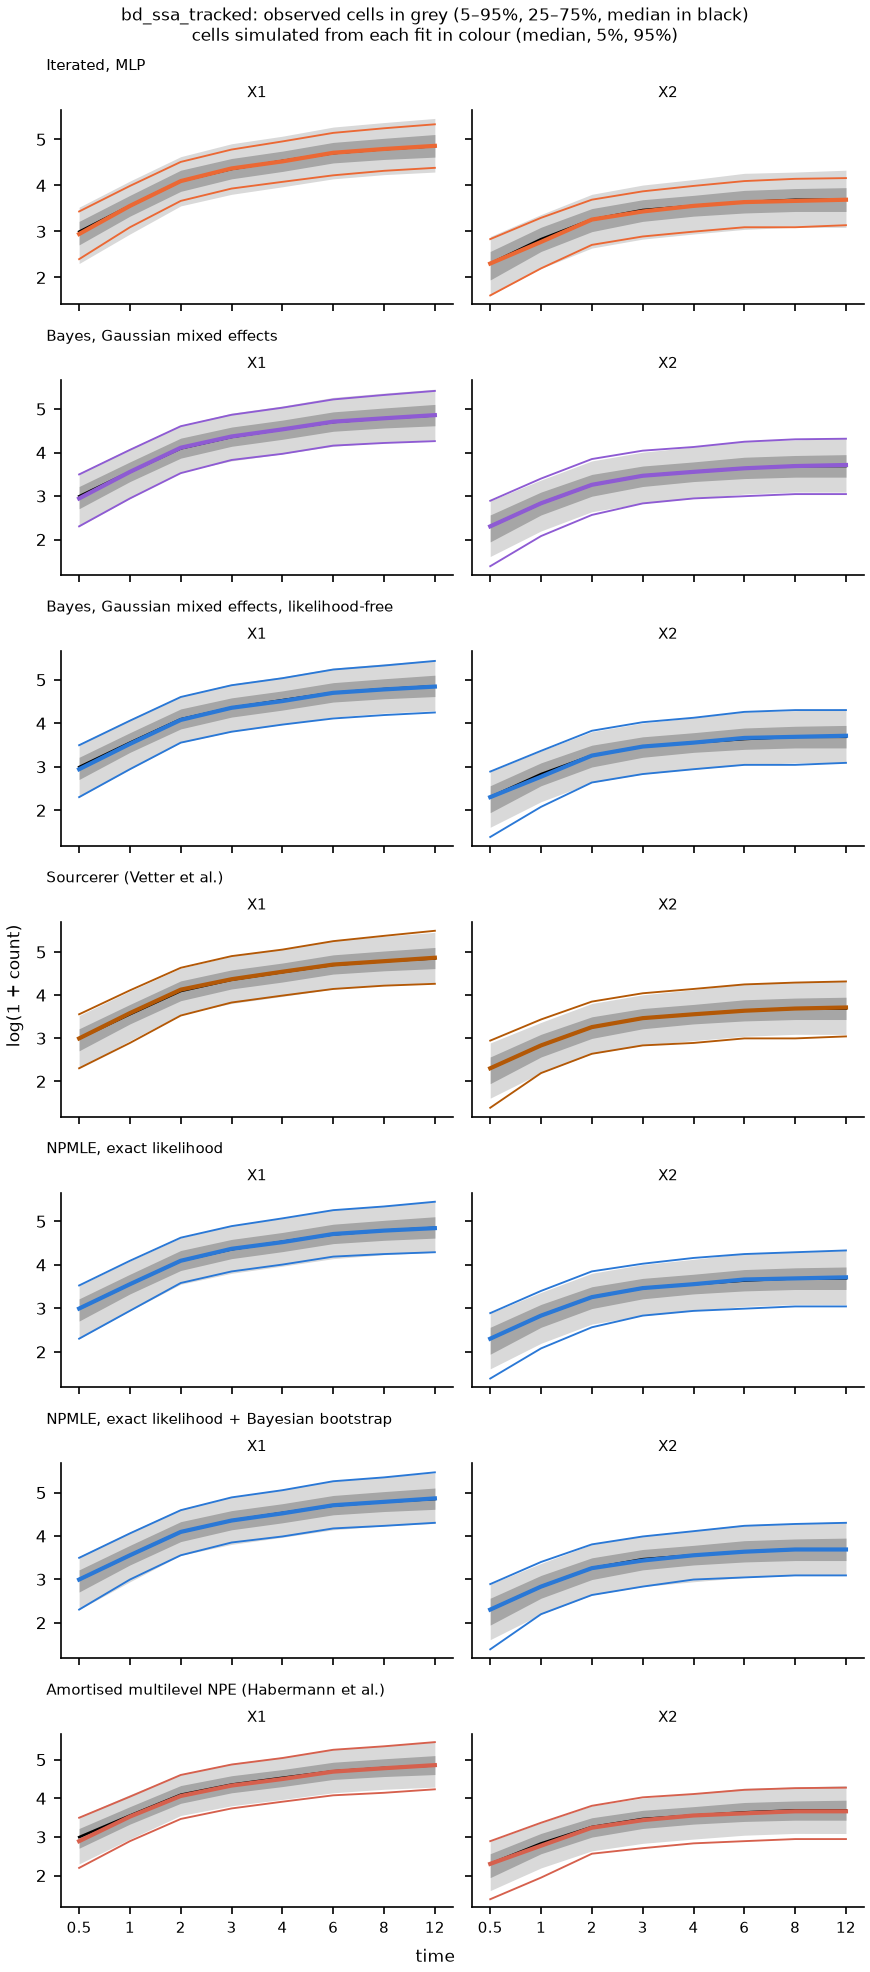 bd_ssa_tracked: observed cells in grey (5–95%, 25–75%, median in black)
cells simulated from each fit in colour (median, 5%, 95%)
Iterated, MLP
X1
X2
5
4
3
2
Bayes, Gaussian mixed effects
X1
X2
5
4
3
2
Bayes, Gaussian mixed effects, likelihood-free
X1
X2
5
4
3
2
Sourcerer (Vetter et al.)
X1
X2
5
4
3
2
log(1 + count)
NPMLE, exact likelihood
X1
X2
5
4
3
2
NPMLE, exact likelihood + Bayesian bootstrap
X1
X2
5
4
3
2
Amortised multilevel NPE (Habermann et al.)
X1
X2
5
4
3
2
0.5 1 2 3 4 6 8 12
0.5 1 2 3 4 6 8 12
time